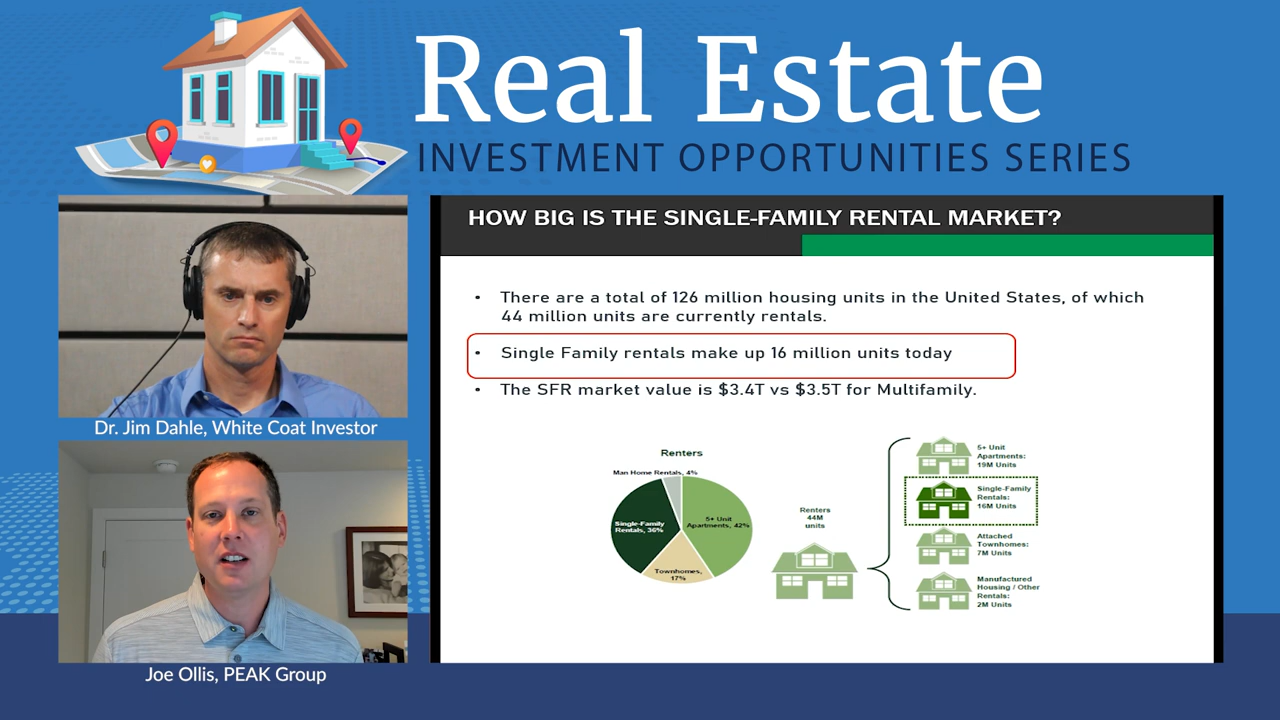 Real Estate
INVESTMENT OPPORTUNITIES SERIES
Dr. Jim Dahle, White Coat Investor
Joe Ollis, PEAK Group
HOW BIG IS THE SINGLE-FAMILY RENTAL MARKET?
• There are a total of 126 million housing units in the United States, of which
44 million units are currently rentals.
• Single Family rentals make up 16 million units today
• The SFR market value is $3.4T vs $3.5T for Multifamily.
Renters
Man Home Rentals, 4%
Single-Family
Rentals, 36%
5+ Unit
Apartments, 42%
Townhomes,
17%
Renters
44M
units
5+ Unit
Apartments:
19M Units
Single-Family
Rentals:
16M Units
Attached
Townhomes:
7M Units
Manufactured
Housing / Other
Rentals:
2M Units